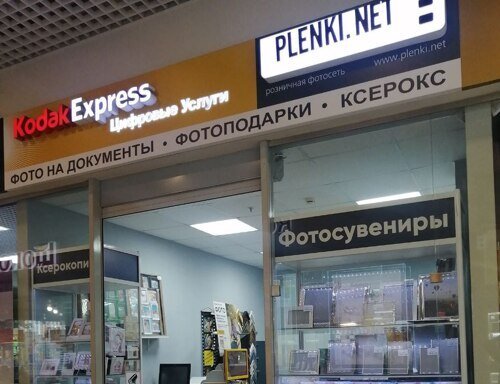 Kodak Express
Цифровые Услуги
PLENKI.NET
розничная фотосеть
www.plenki.net
ФОТО НА ДОКУМЕНТЫ • ФОТОПОДАРКИ • КСЕРОКС
Фотосувениры
Ксерокопи